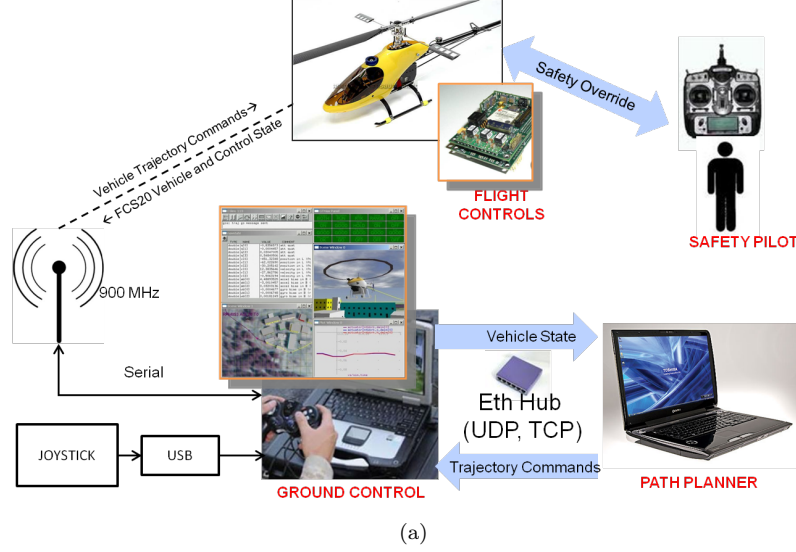 Safety Override
Vehicle Trajectory Commands
FCS20 Vehicle and Control State
FLIGHT
CONTROLS
SAFETY PILOT
900 MHz
Serial
Vehicle State
TOSHIBA
Eth Hub
(UDP, TCP)
JOYSTICK
USB
Trajectory Commands
GROUND CONTROL
PATH PLANNER
(a)